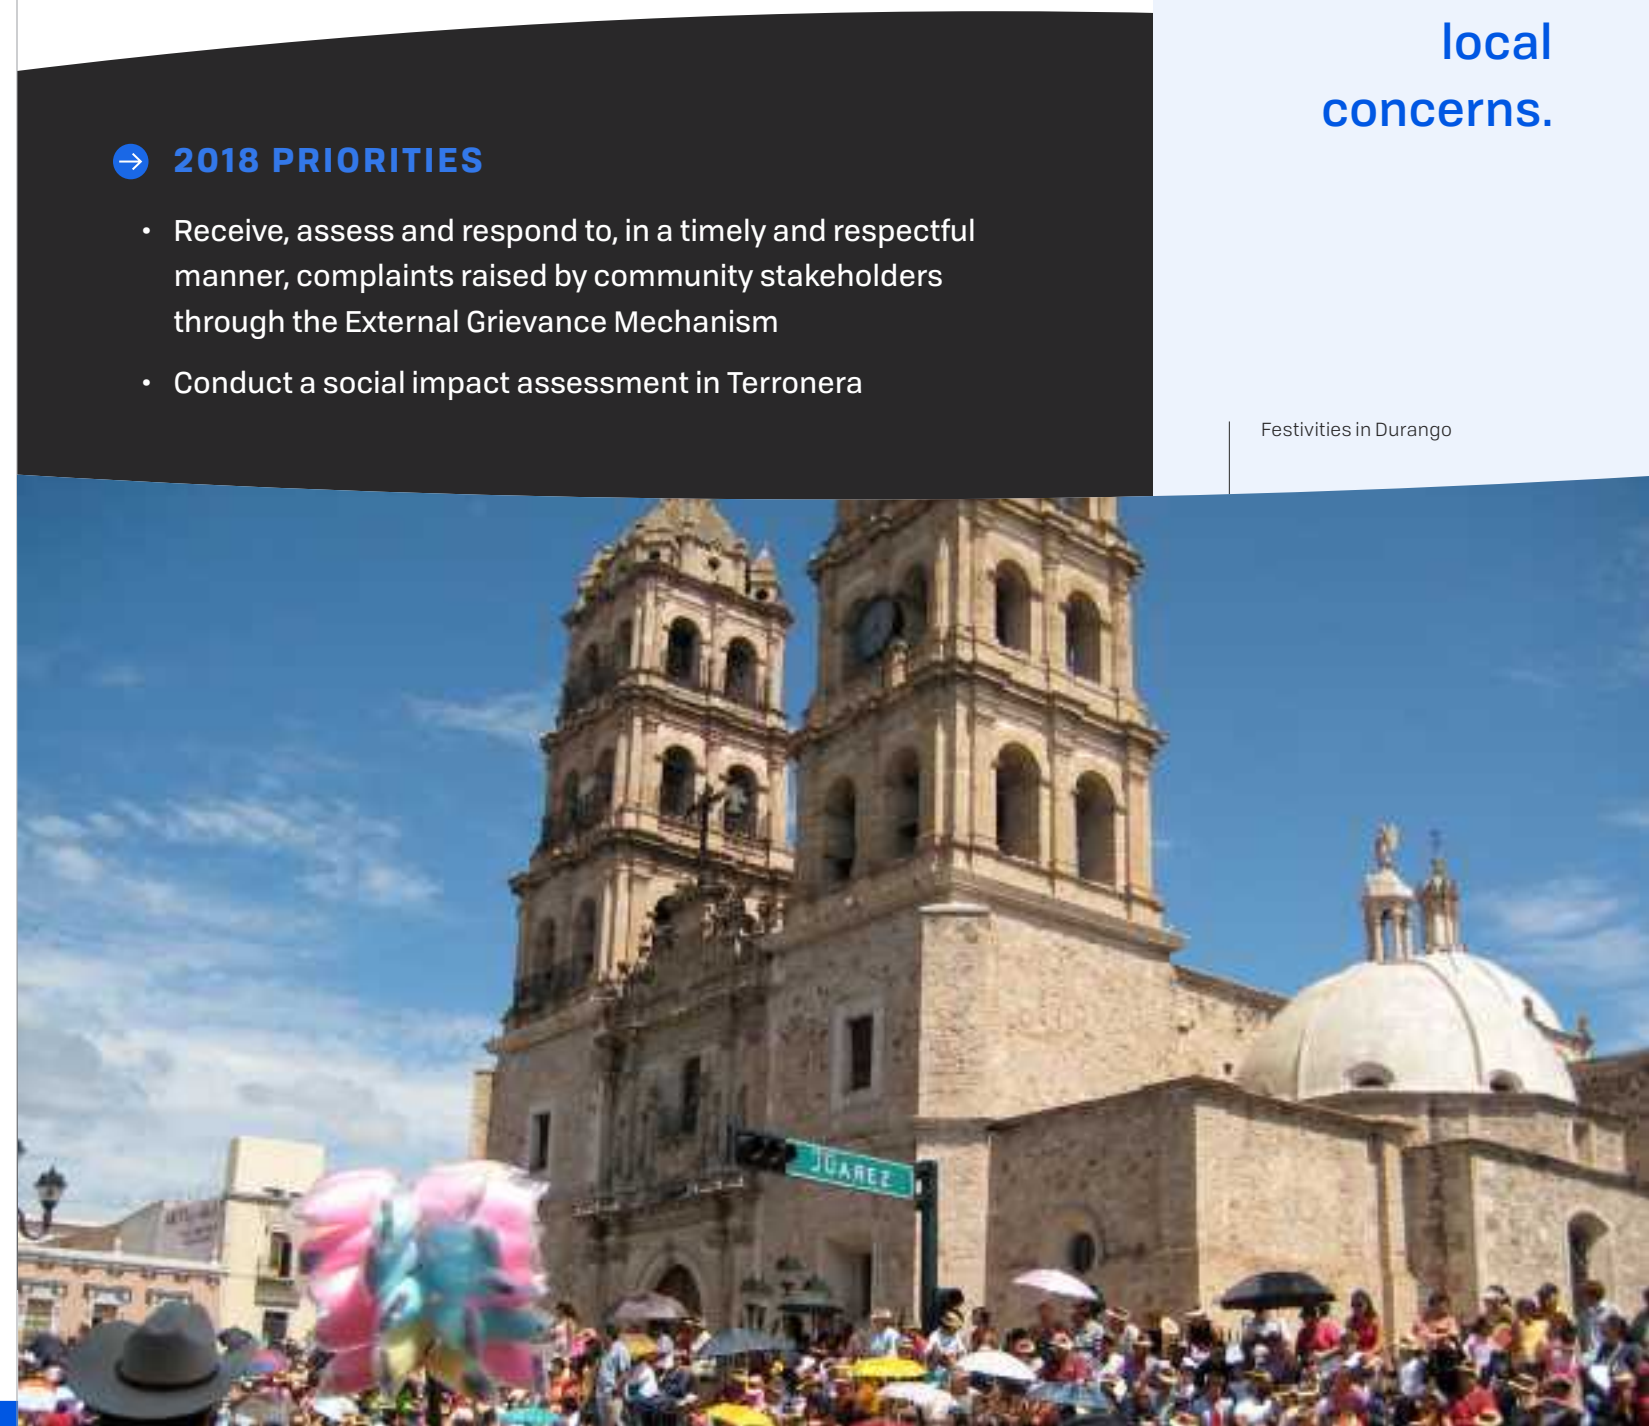 local
concerns.
2018 PRIORITIES
• Receive, assess and respond to, in a timely and respectful
manner, complaints raised by community stakeholders
through the External Grievance Mechanism
• Conduct a social impact assessment in Terronera
Festivities in Durango
JUAREZ